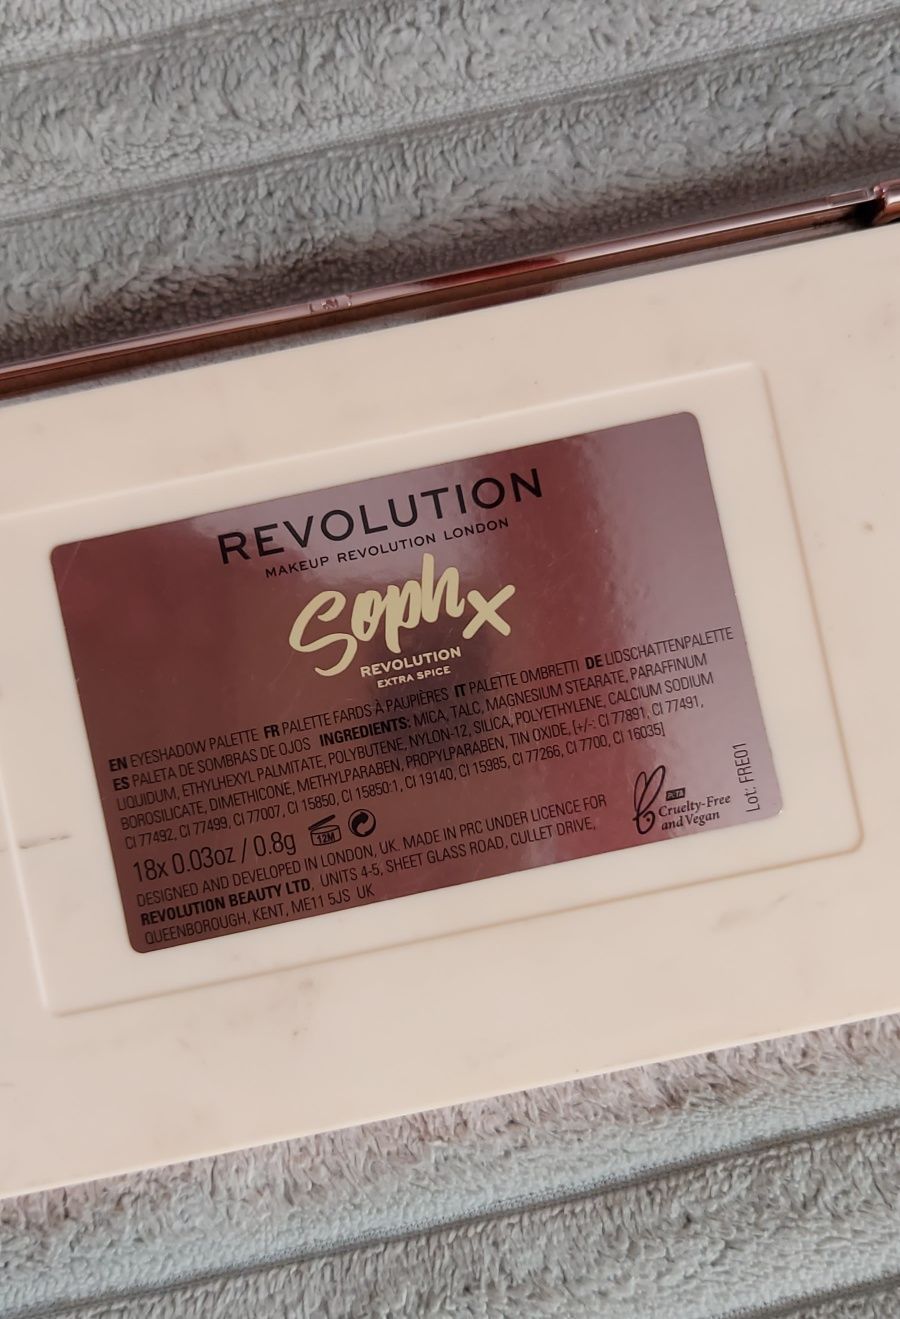 REVOLUTION
MAKEUP REVOLUTION LONDON
Soph X
REVOLUTION
EXTRA SPICE
EN EYESHADOW PALETTE FR PALETTE FARDS À PAUPIÈRES IT PALETTE OMBRETTI DE LIDSCHATTENPALETTE
ES PALETA DE SOMBRAS DE OJOS INGREDIENTS: MICA, TALC, MAGNESIUM STEARATE, PARAFFINUM
LIQUIDUM, ETHYLHEXYL PALMITATE, POLYBUTENE, NYLON-12, SILICA, POLYETHYLENE, CALCIUM SODIUM
BOROSILICATE, DIMETHICONE, METHYLPARABEN, PROPYLPARABEN, TIN OXIDE, [+/-: CI 77891, CI 77491,
CI 77492, CI 77499, CI 77007, CI 15850, CI 15850:1, CI 19140, CI 15985, CI 77266, CI 7700, CI 16035]
18x 0.03oz / 0.8g 12M
DESIGNED AND DEVELOPED IN LONDON, UK. MADE IN PRC UNDER LICENCE FOR
REVOLUTION BEAUTY LTD, UNITS 4-5, SHEET GLASS ROAD, CULLET DRIVE,
QUEENBOROUGH, KENT, ME11 5JS UK
PETA
Cruelty-Free
and Vegan
Lot: FRE01